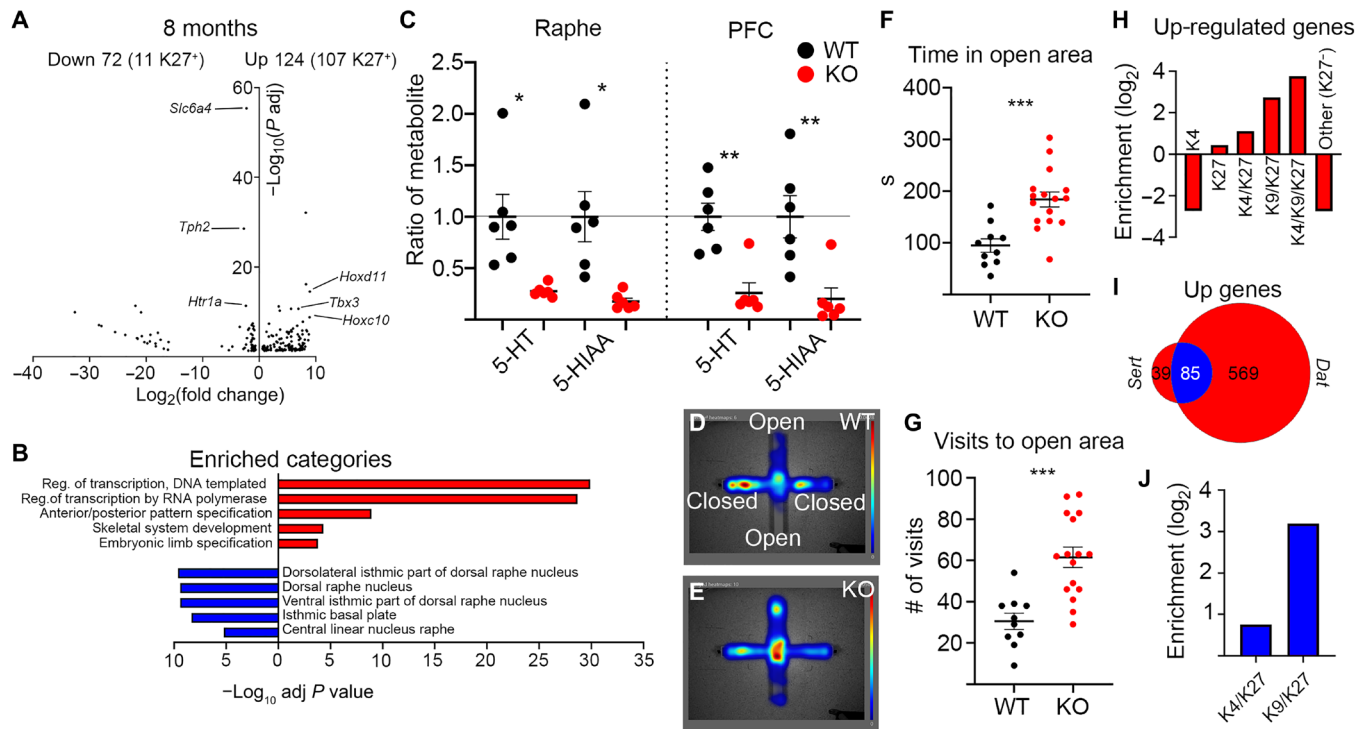 A
8 months
Down 72 (11 K27⁺)
Up 124 (107 K27⁺)
60
40
20
0
−Log₁₀(P adj)
Slc6a4
Tph2
Htr1a
Hoxd11
Tbx3
Hoxc10
−40 −30 −20 −10 0 10
Log₂(fold change)
B
Enriched categories
Reg. of transcription, DNA templated
Reg.of transcription by RNA polymerase
Anterior/posterior pattern specification
Skeletal system development
Embryonic limb specification
Dorsolateral isthmic part of dorsal raphe nucleus
Dorsal raphe nucleus
Ventral isthmic part of dorsal raphe nucleus
Isthmic basal plate
Central linear nucleus raphe
10 5 0 5 10 15 20 25 30 35
−Log₁₀ adj P value
C
Raphe
PFC
WT
KO
2.5
2.0
1.5
1.0
0.5
Ratio of metabolite
*
*
**
**
5-HT
5-HIAA
5-HT
5-HIAA
D
Open
WT
Closed
Closed
Open
E
KO
F
Time in open area
***
400
300
200
100
s
WT
KO
G
Visits to open area
***
100
80
60
40
20
# of visits
WT
KO
H
Up-regulated genes
4
2
0
−2
−4
Enrichment (log₂)
K4
K27
K4/K27
K9/K27
K4/K9/K27
Other (K27⁻)
I
Up genes
Sert
39
85
569
Dat
J
4
3
2
1
Enrichment (log₂)
K4/K27
K9/K27